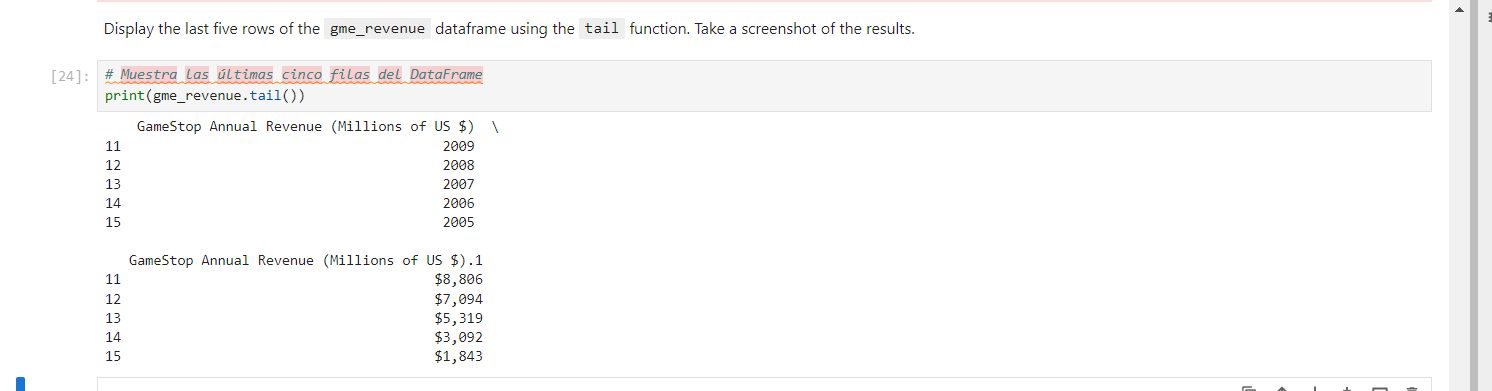 Display the last five rows of the gme_revenue dataframe using the tail function. Take a screenshot of the results.
[24]: # Muestra las últimas cinco filas del DataFrame
print(gme_revenue.tail())
GameStop Annual Revenue (Millions of US $) \
11 2009
12 2008
13 2007
14 2006
15 2005
GameStop Annual Revenue (Millions of US $).1
11 $8,806
12 $7,094
13 $5,319
14 $3,092
15 $1,843